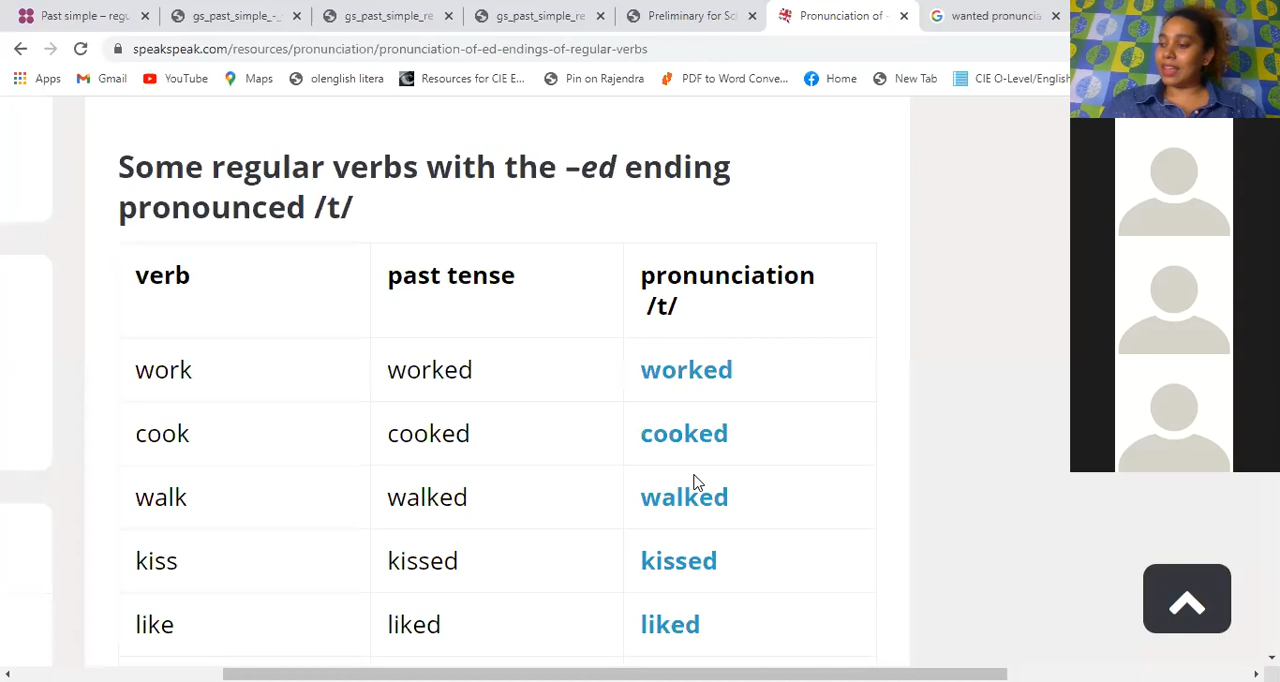 Past simple – regu
gs_past_simple_-_
gs_past_simple_re
gs_past_simple_re
Preliminary for Sc
Pronunciation of -
wanted pronuncia
speakspeak.com/resources/pronunciation/pronunciation-of-ed-endings-of-regular-verbs
Apps
Gmail
YouTube
Maps
olenglish litera
Resources for CIE E...
Pin on Rajendra
PDF to Word Conve...
Home
New Tab
CIE O-Level/English
Some regular verbs with the –ed ending
pronounced /t/
verb past tense pronunciation
/t/
work worked worked
cook cooked cooked
walk walked walked
kiss kissed kissed
like liked liked